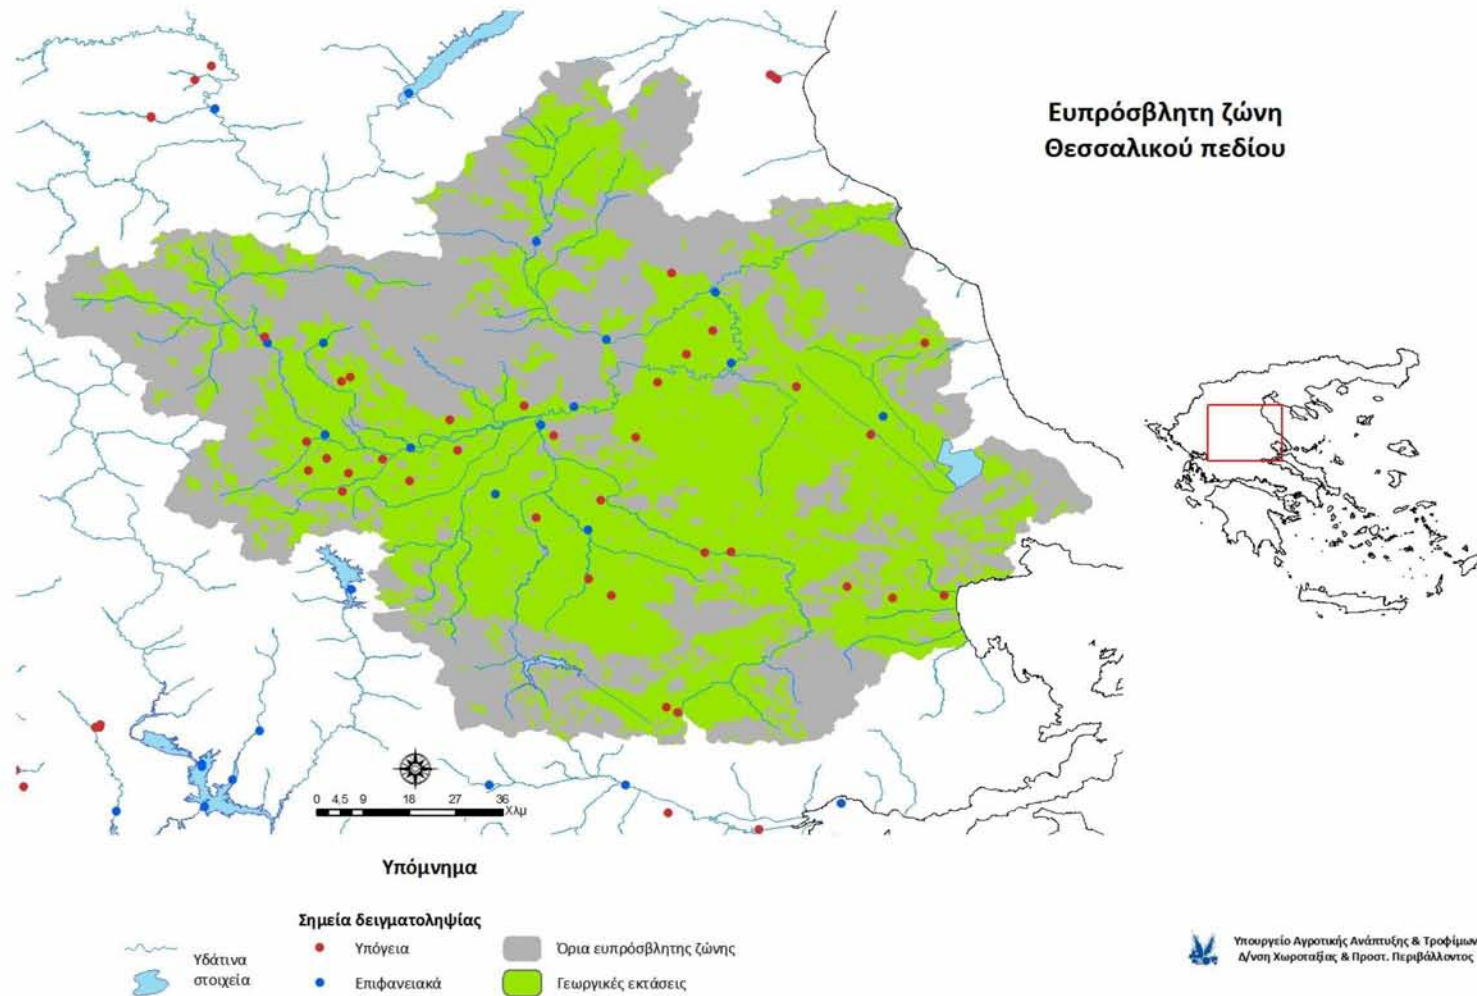 Ευπρόσβλητη ζώνη
Θεσσαλικού πεδίου
0 4,5 9 18 27 36
Χλμ
Υπόμνημα
Σημεία δειγματοληψίας
Υδάτινα
στοιχεία
Υπόγεια
Επιφανειακά
Όρια ευπρόσβλητης ζώνης
Γεωργικές εκτάσεις
Υπουργείο Αγροτικής Ανάπτυξης & Τροφίμων
Δ/νση Χωροταξίας & Προστ. Περιβάλλοντος